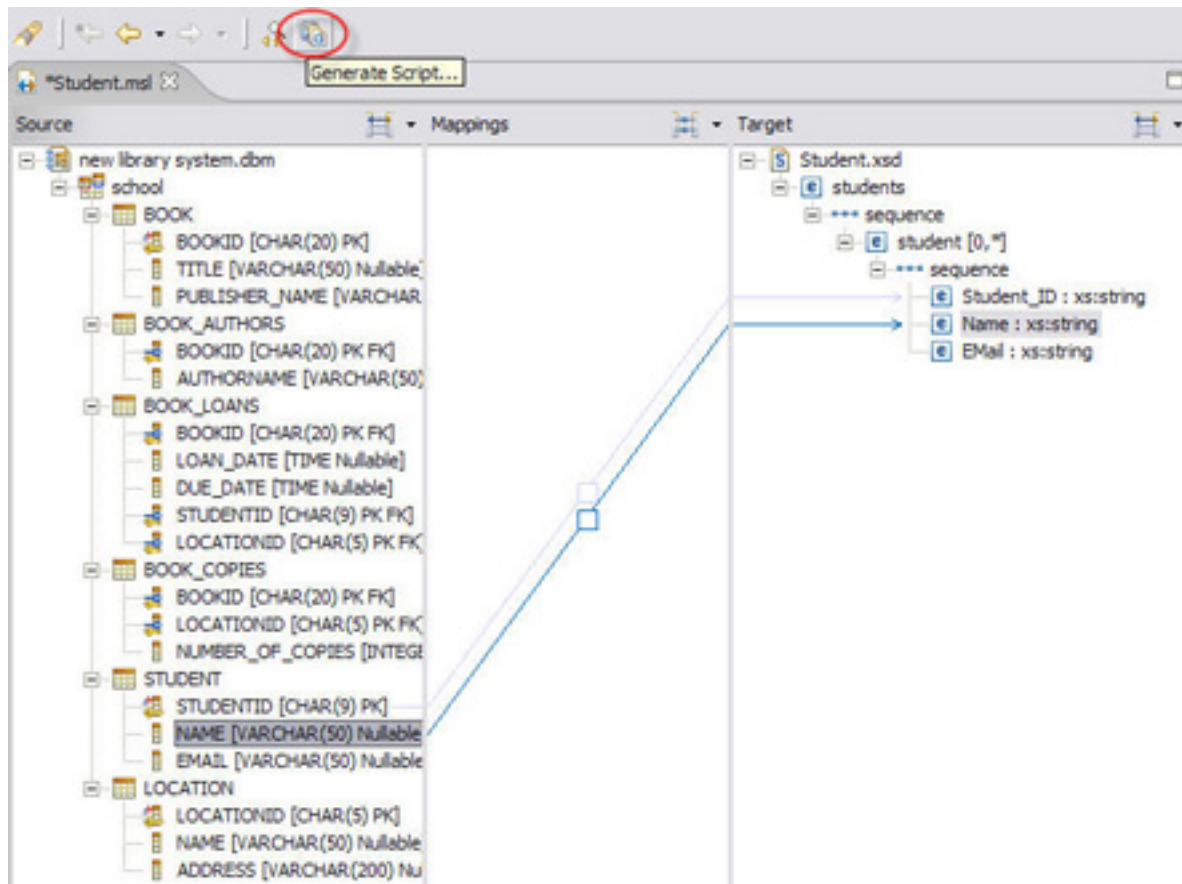 Generate Script...
*Student.msl
Source
Mappings
Target
new library system.dbm
school
BOOK
BOOKID [CHAR(20) PK]
TITLE [VARCHAR(50) Nullable]
PUBLISHER_NAME [VARCHAR
BOOK_AUTHORS
BOOKID [CHAR(20) PK FK]
AUTHORNAME [VARCHAR(50)
BOOK_LOANS
BOOKID [CHAR(20) PK FK]
LOAN_DATE [TIME Nullable]
DUE_DATE [TIME Nullable]
STUDENTID [CHAR(9) PK FK]
LOCATIONID [CHAR(5) PK FK]
BOOK_COPIES
BOOKID [CHAR(20) PK FK]
LOCATIONID [CHAR(5) PK FK]
NUMBER_OF_COPIES [INTEGE
STUDENT
STUDENTID [CHAR(9) PK]
NAME [VARCHAR(50) Nullable
EMAIL [VARCHAR(50) Nullable
LOCATION
LOCATIONID [CHAR(5) PK]
NAME [VARCHAR(50) Nullable
ADDRESS [VARCHAR(200) Nu
Student.xsd
students
sequence
student [0,*]
sequence
Student_ID : xs:string
Name : xs:string
EMail : xs:string